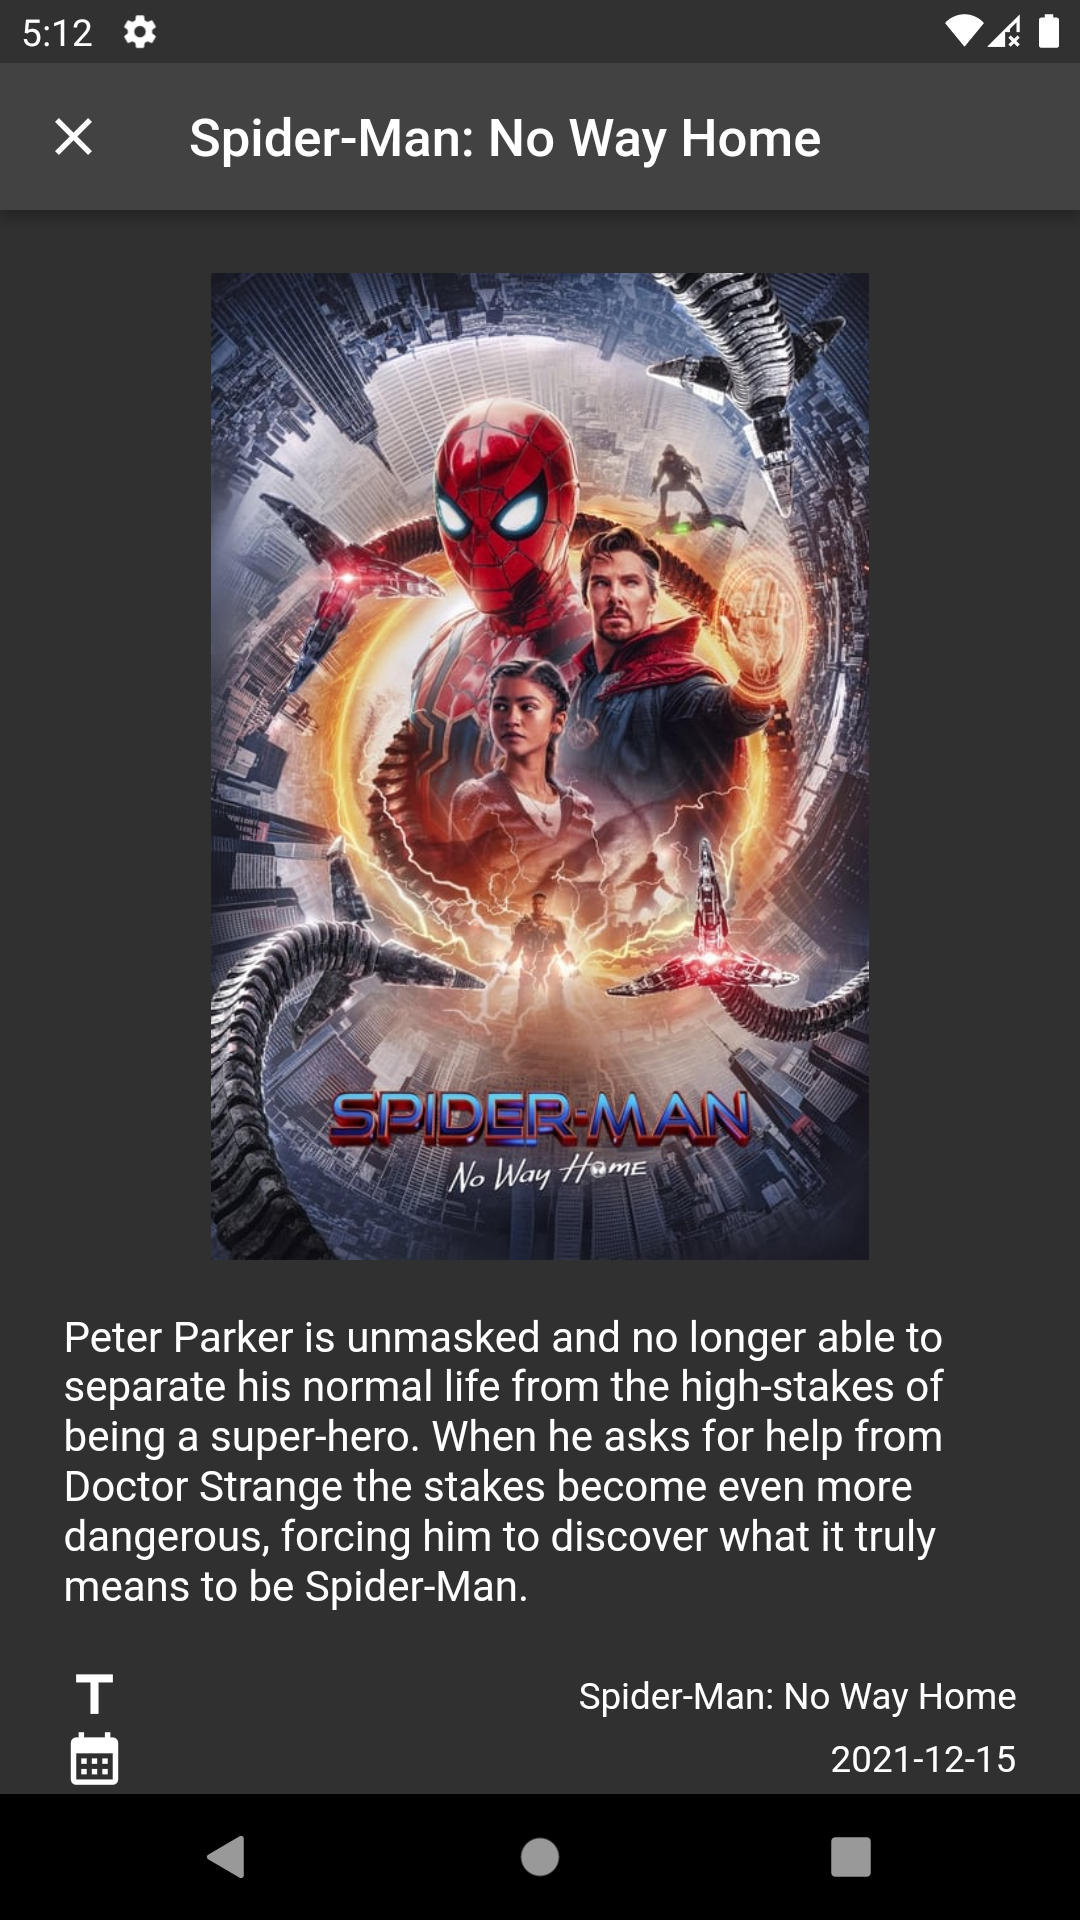 5:12
Spider-Man: No Way Home
SPIDER-MAN
No Way Home
Peter Parker is unmasked and no longer able to
separate his normal life from the high-stakes of
being a super-hero. When he asks for help from
Doctor Strange the stakes become even more
dangerous, forcing him to discover what it truly
means to be Spider-Man.
Spider-Man: No Way Home
2021-12-15